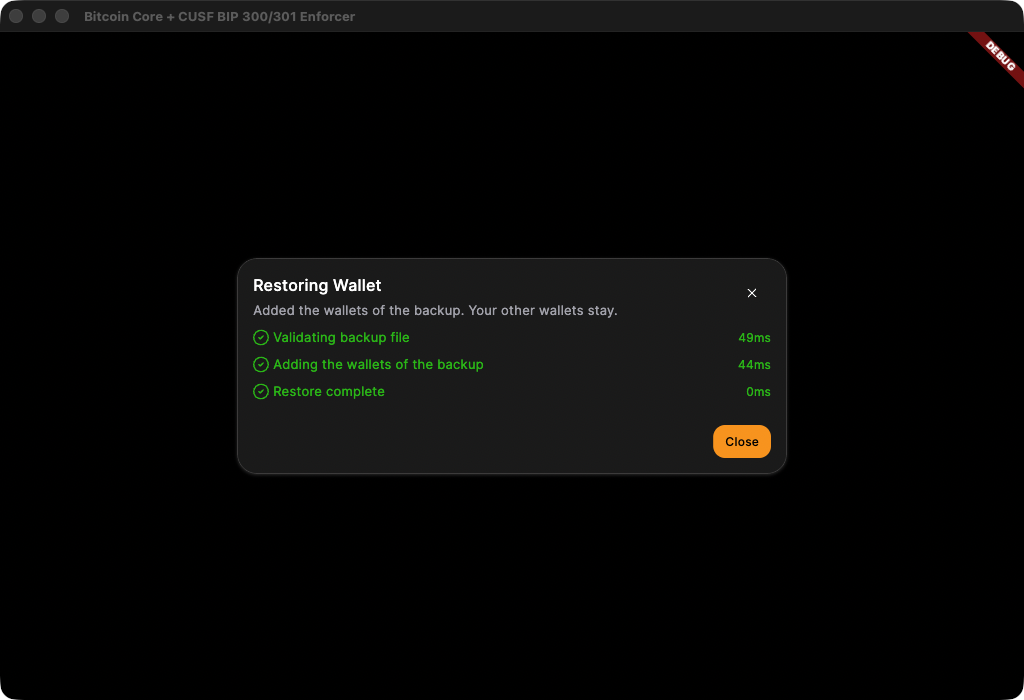 Bitcoin Core + CUSF BIP 300/301 Enforcer
DEBUG
Restoring Wallet
Added the wallets of the backup. Your other wallets stay.
Validating backup file 49ms
Adding the wallets of the backup 44ms
Restore complete 0ms
Close